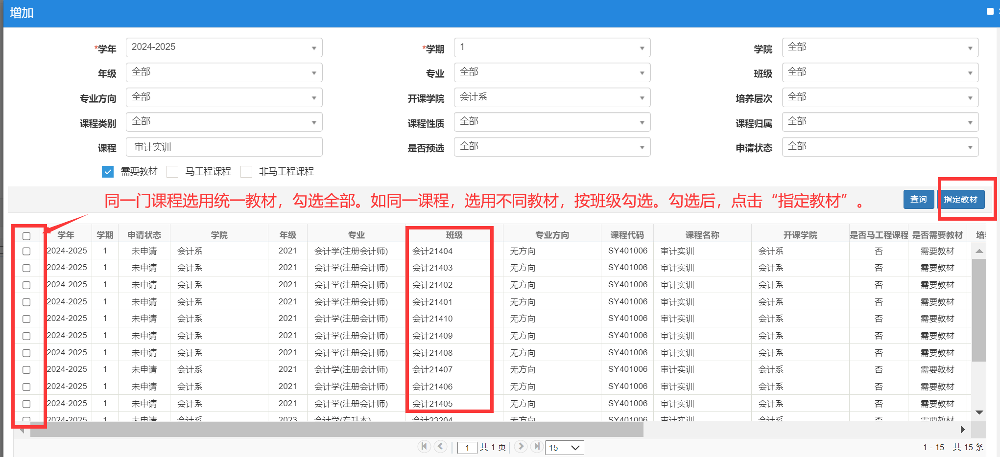 增加
*学年 2024-2025 *学期 1 学院 全部
年级 全部 专业 全部 班级 全部
专业方向 全部 开课学院 会计系 培养层次 全部
课程类别 全部 课程性质 全部 课程归属 全部
课程 审计实训 是否预选 全部 申请状态 全部
需要教材 马工程课程 非马工程课程
同一门课程选用统一教材，勾选全部。如同一课程，选用不同教材，按班级勾选。勾选后，点击“指定教材”。 查询 指定教材
学年 学期 申请状态 学院 年级 专业 班级 专业方向 课程代码 课程名称 开课学院 是否马工程课程 是否需要教材 培
2024-2025 1 未申请 会计系 2021 会计学(注册会计师) 会计21404 无方向 SY401006 审计实训 会计系 否 需要教材
2024-2025 1 未申请 会计系 2021 会计学(注册会计师) 会计21403 无方向 SY401006 审计实训 会计系 否 需要教材
2024-2025 1 未申请 会计系 2021 会计学(注册会计师) 会计21402 无方向 SY401006 审计实训 会计系 否 需要教材
2024-2025 1 未申请 会计系 2021 会计学(注册会计师) 会计21401 无方向 SY401006 审计实训 会计系 否 需要教材
2024-2025 1 未申请 会计系 2021 会计学(注册会计师) 会计21410 无方向 SY401006 审计实训 会计系 否 需要教材
2024-2025 1 未申请 会计系 2021 会计学(注册会计师) 会计21409 无方向 SY401006 审计实训 会计系 否 需要教材
2024-2025 1 未申请 会计系 2021 会计学(注册会计师) 会计21408 无方向 SY401006 审计实训 会计系 否 需要教材
2024-2025 1 未申请 会计系 2021 会计学(注册会计师) 会计21407 无方向 SY401006 审计实训 会计系 否 需要教材
2024-2025 1 未申请 会计系 2021 会计学(注册会计师) 会计21406 无方向 SY401006 审计实训 会计系 否 需要教材
2024-2025 1 未申请 会计系 2021 会计学(注册会计师) 会计21405 无方向 SY401006 审计实训 会计系 否 需要教材
2024-2025 1 未申请 会计系 2023 会计学(专升本) 会计23204 无方向 SY401006 审计实训 会计系 否 需要教材
1 共 1 页 15 1 - 15 共 15 条